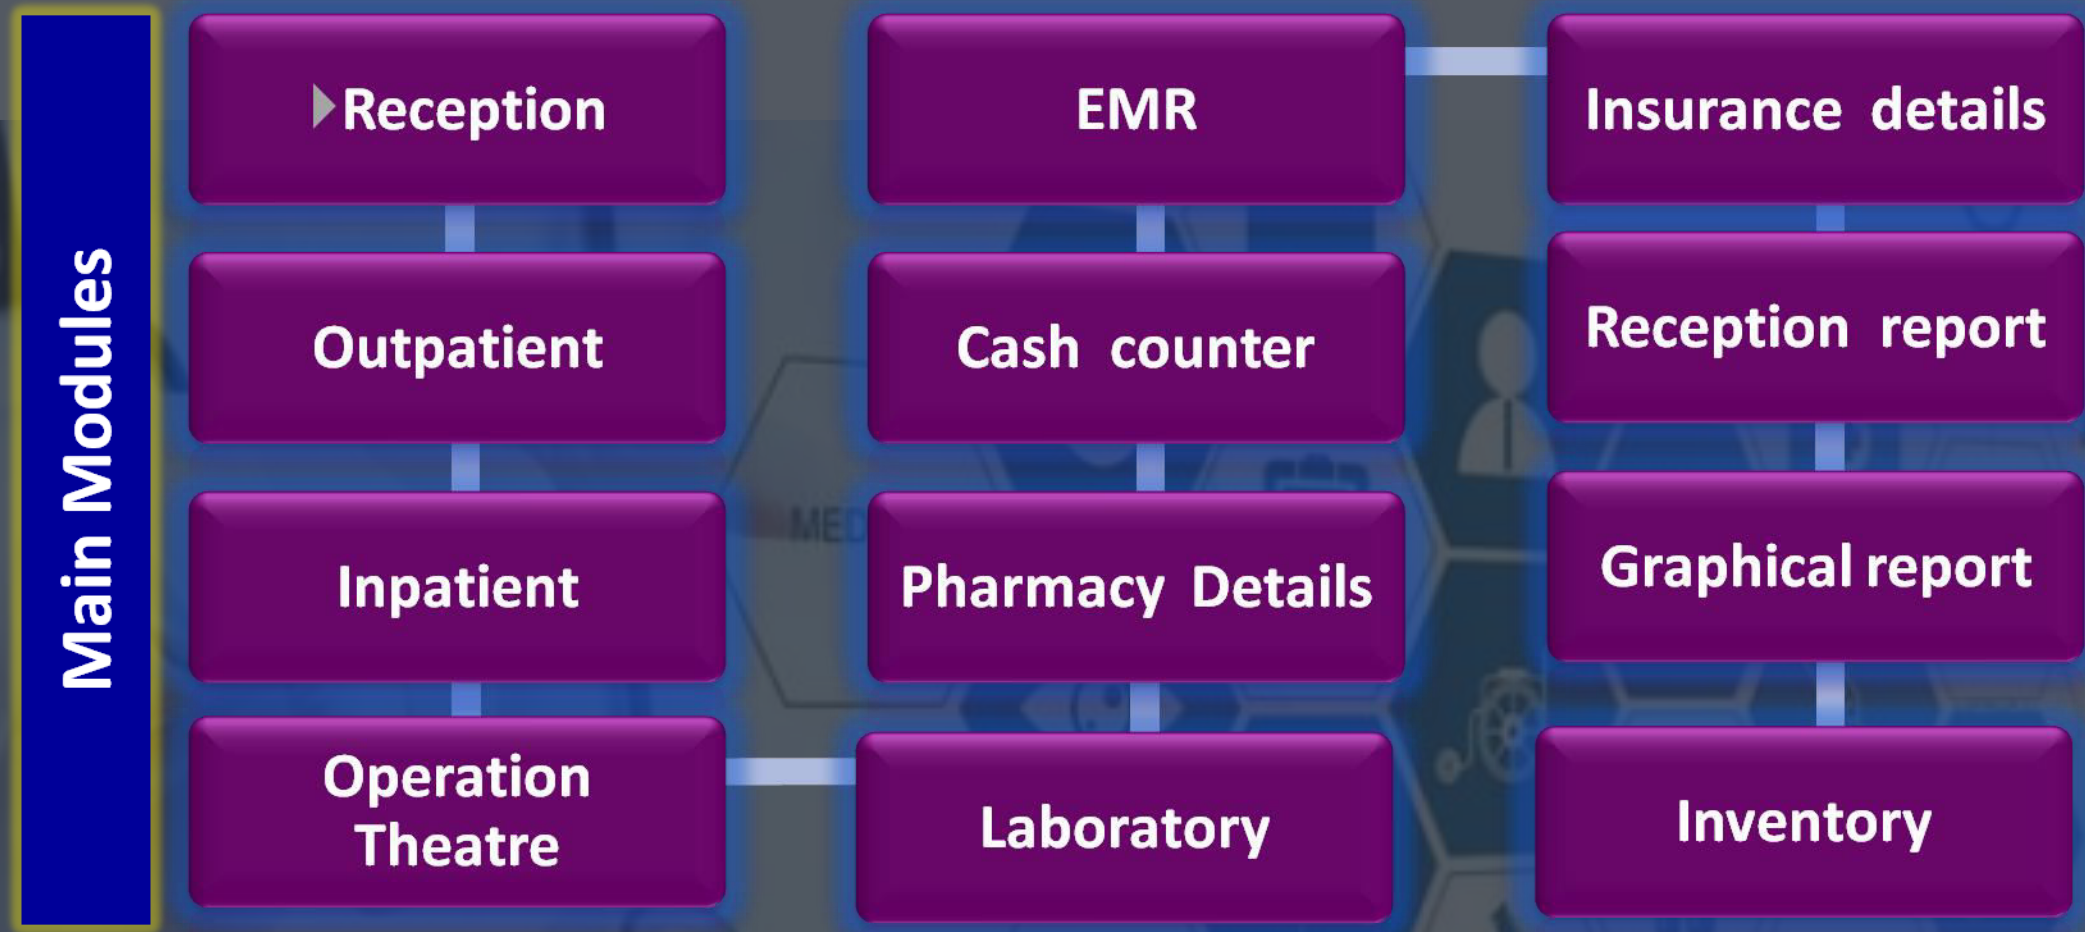 Main Modules
Reception
Outpatient
Inpatient
Operation
Theatre
EMR
Cash counter
Pharmacy Details
Laboratory
Insurance details
Reception report
Graphical report
Inventory
MED